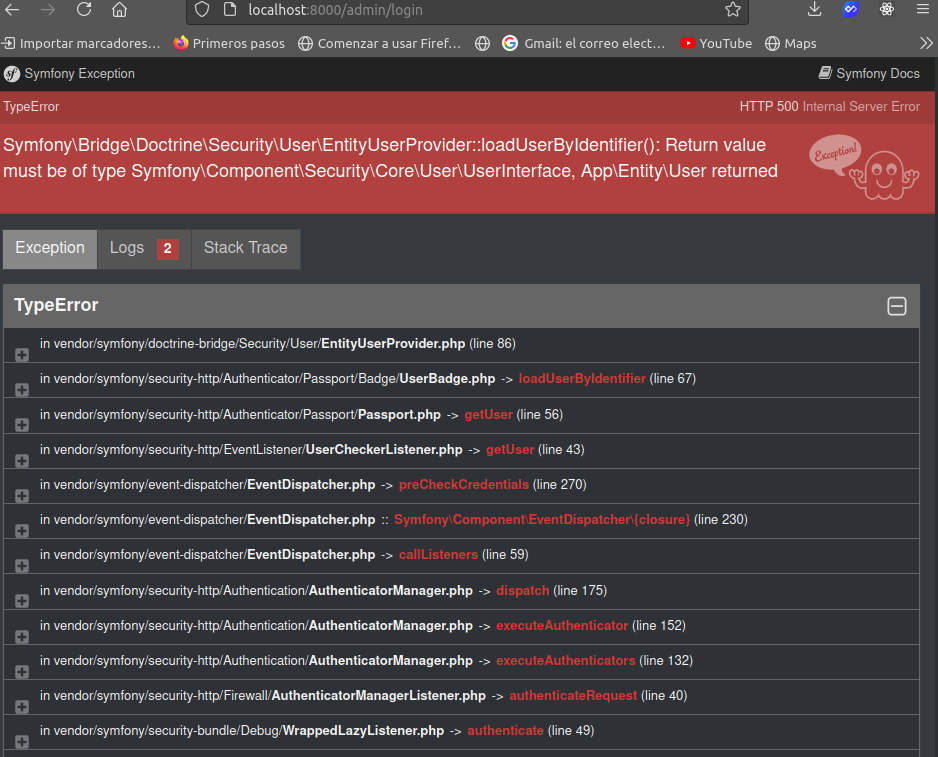 localhost:8000/admin/login
Importar marcadores... Primeros pasos Comenzar a usar Firef... Gmail: el correo elect... YouTube Maps
sf Symfony Exception Symfony Docs
TypeError HTTP 500 Internal Server Error
Symfony\Bridge\Doctrine\Security\User\EntityUserProvider::loadUserByIdentifier(): Return value
must be of type Symfony\Component\Security\Core\User\UserInterface, App\Entity\User returned
Exception!
Exception Logs 2 Stack Trace
TypeError
in vendor/symfony/doctrine-bridge/Security/User/EntityUserProvider.php (line 86)
in vendor/symfony/security-http/Authenticator/Passport/Badge/UserBadge.php -> loadUserByIdentifier (line 67)
in vendor/symfony/security-http/Authenticator/Passport/Passport.php -> getUser (line 56)
in vendor/symfony/security-http/EventListener/UserCheckerListener.php -> getUser (line 43)
in vendor/symfony/event-dispatcher/EventDispatcher.php -> preCheckCredentials (line 270)
in vendor/symfony/event-dispatcher/EventDispatcher.php :: Symfony\Component\EventDispatcher\{closure} (line 230)
in vendor/symfony/event-dispatcher/EventDispatcher.php -> callListeners (line 59)
in vendor/symfony/security-http/Authentication/AuthenticatorManager.php -> dispatch (line 175)
in vendor/symfony/security-http/Authentication/AuthenticatorManager.php -> executeAuthenticator (line 152)
in vendor/symfony/security-http/Authentication/AuthenticatorManager.php -> executeAuthenticators (line 132)
in vendor/symfony/security-http/Firewall/AuthenticatorManagerListener.php -> authenticateRequest (line 40)
in vendor/symfony/security-bundle/Debug/WrappedLazyListener.php -> authenticate (line 49)